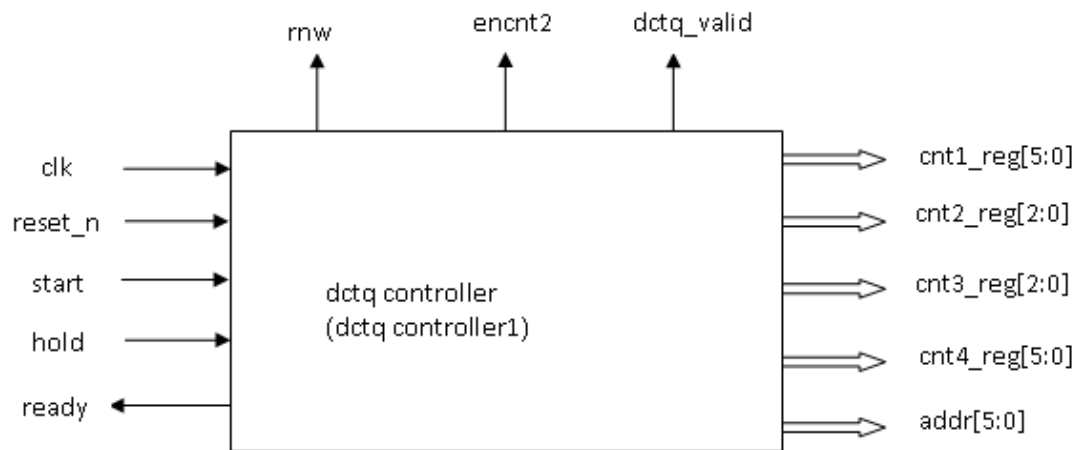 rnw
encnt2
dctq_valid
clk
reset_n
start
hold
ready
dctq controller
(dctq controller1)
cnt1_reg[5:0]
cnt2_reg[2:0]
cnt3_reg[2:0]
cnt4_reg[5:0]
addr[5:0]